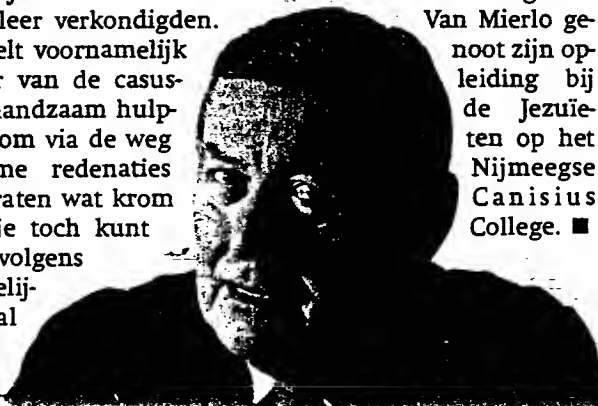 leer verkondigden.
elt voornamelijk
van de casus-
andzaam hulp-
om via de weg
me redenaties
raten wat krom
je toch kunt
volgens
elij-
al
Van Mierlo ge-
noot zijn op-
leiding bij
de Jezuïe-
ten op het
Nijmeegse
Canisius
College. ■